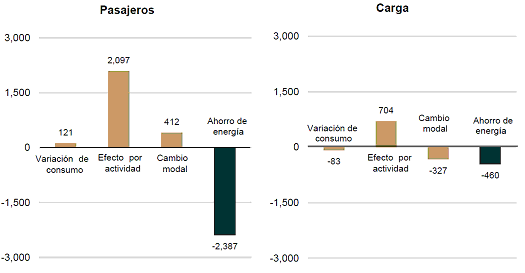 Pasajeros
3,000
2,097
1,500
412
Ahorro de
energía
121
0
Variación de
consumo
Efecto por
actividad
Cambio
modal
-1,500
-2,387
-3,000
Carga
3,000
1,500
704
Variación de
consumo
Cambio
modal
Ahorro de
energía
0
-83
Efecto por
actividad
-327
-460
-1,500
-3,000